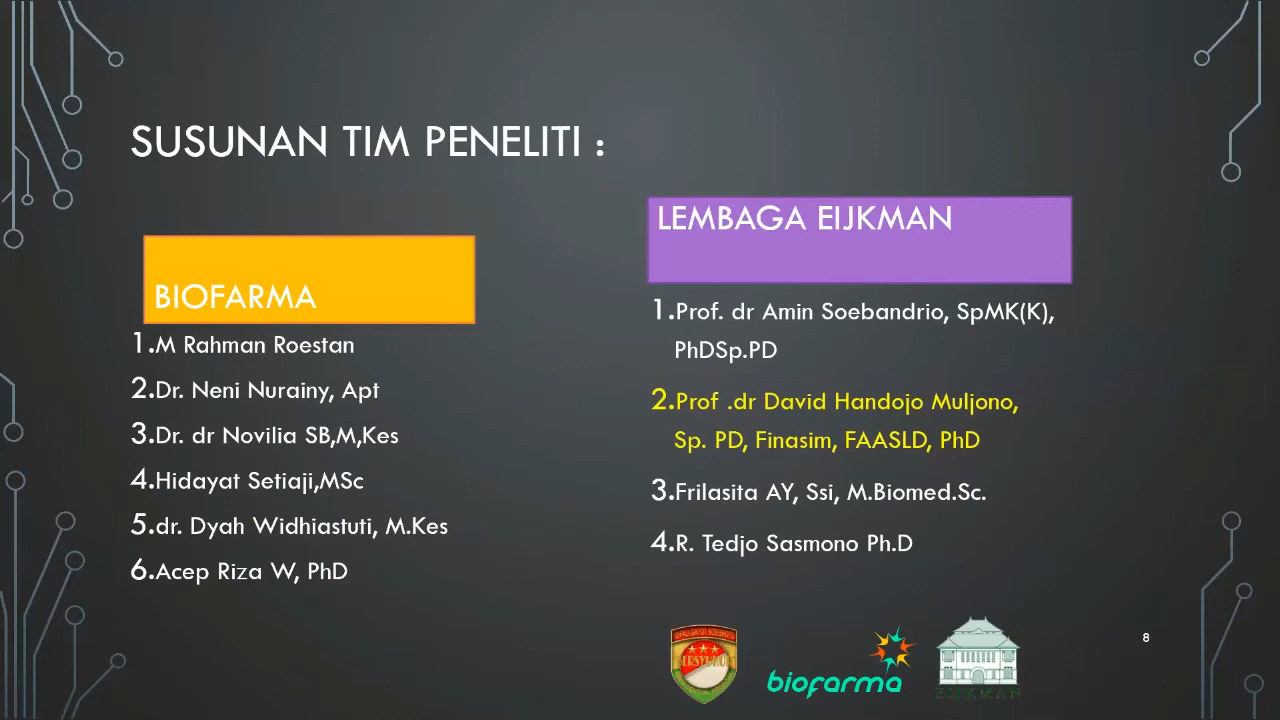 SUSUNAN TIM PENELITI :
BIOFARMA
1.M Rahman Roestan
2.Dr. Neni Nurainy, Apt
3.Dr. dr Novilia SB,M,Kes
4.Hidayat Setiaji,MSc
5.dr. Dyah Widhiastuti, M.Kes
6.Acep Riza W, PhD
LEMBAGA EIJKMAN
1.Prof. dr Amin Soebandrio, SpMK(K),
PhDSp.PD
2.Prof .dr David Handojo Muljono,
Sp. PD, Finasim, FAASLD, PhD
3.Frilasita AY, Ssi, M.Biomed.Sc.
4.R. Tedjo Sasmono Ph.D
biofarma
EIJKMAN
8